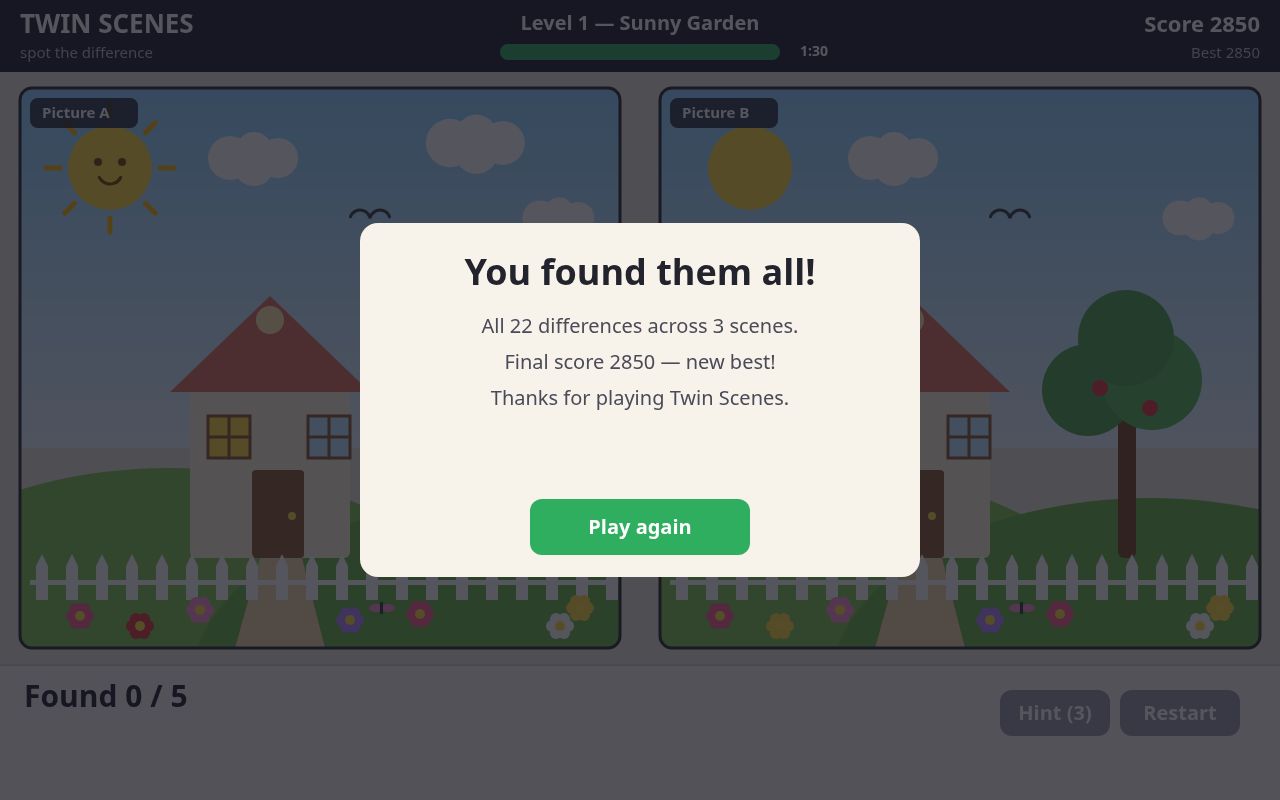 TWIN SCENES
spot the difference
Level 1 — Sunny Garden
1:30
Score 2850
Best 2850
Picture A
Picture B
You found them all!
All 22 differences across 3 scenes.
Final score 2850 — new best!
Thanks for playing Twin Scenes.
Play again
Found 0 / 5
Hint (3)
Restart